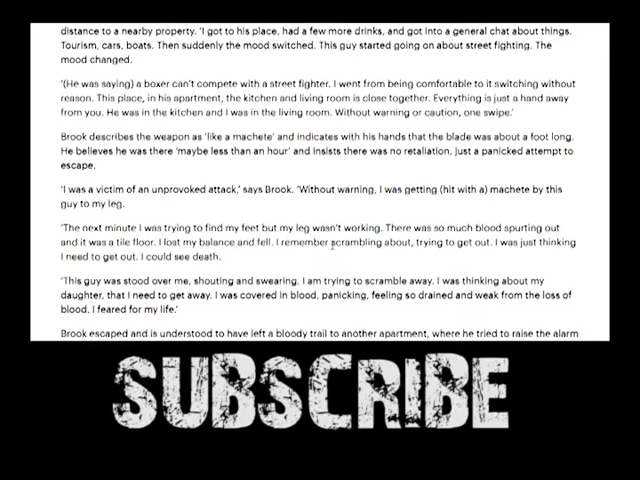 distance to a nearby property. 'I got to his place, had a few more drinks, and got into a general chat about things.
Tourism, cars, boats. Then suddenly the mood switched. This guy started going on about street fighting. The
mood changed.
'(He was saying) a boxer can't compete with a street fighter. I went from being comfortable to it switching without
reason. This place, in his apartment, the kitchen and living room is close together. Everything is just a hand away
from you. He was in the kitchen and I was in the living room. Without warning or caution, one swipe.'
Brook describes the weapon as 'like a machete' and indicates with his hands that the blade was about a foot long.
He believes he was there 'maybe less than an hour' and insists there was no retaliation, just a panicked attempt to
escape.
'I was a victim of an unprovoked attack,' says Brook. 'Without warning, I was getting (hit with a) machete by this
guy to my leg.
'The next minute I was trying to find my feet but my leg wasn't working. There was so much blood spurting out
and it was a tile floor. I lost my balance and fell. I remember scrambling about, trying to get out. I was just thinking
I need to get out. I could see death.
'This guy was stood over me, shouting and swearing. I am trying to scramble away. I was thinking about my
daughter, that I need to get away. I was covered in blood, panicking, feeling so drained and weak from the loss of
blood. I feared for my life.'
Brook escaped and is understood to have left a bloody trail to another apartment, where he tried to raise the alarm
SUBSCRIBE